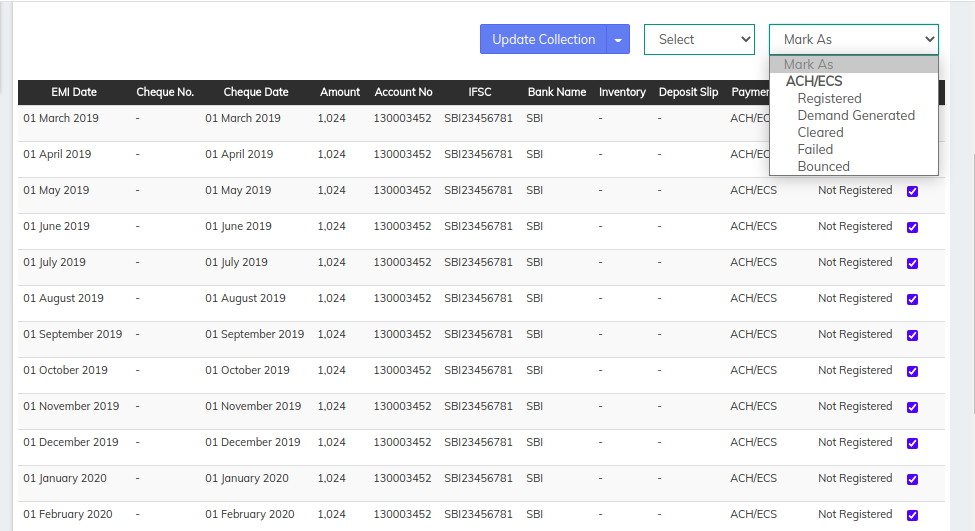 Update Collection Select Mark As
Mark As
ACH/ECS
Registered
Demand Generated
Cleared
Failed
Bounced
EMI Date Cheque No. Cheque Date Amount Account No IFSC Bank Name Inventory Deposit Slip
01 March 2019 - 01 March 2019 1,024 130003452 SBI23456781 SBI - -
01 April 2019 - 01 April 2019 1,024 130003452 SBI23456781 SBI - -
01 May 2019 - 01 May 2019 1,024 130003452 SBI23456781 SBI - - ACH/ECS Not Registered
01 June 2019 - 01 June 2019 1,024 130003452 SBI23456781 SBI - - ACH/ECS Not Registered
01 July 2019 - 01 July 2019 1,024 130003452 SBI23456781 SBI - - ACH/ECS Not Registered
01 August 2019 - 01 August 2019 1,024 130003452 SBI23456781 SBI - - ACH/ECS Not Registered
01 September 2019 - 01 September 2019 1,024 130003452 SBI23456781 SBI - - ACH/ECS Not Registered
01 October 2019 - 01 October 2019 1,024 130003452 SBI23456781 SBI - - ACH/ECS Not Registered
01 November 2019 - 01 November 2019 1,024 130003452 SBI23456781 SBI - - ACH/ECS Not Registered
01 December 2019 - 01 December 2019 1,024 130003452 SBI23456781 SBI - - ACH/ECS Not Registered
01 January 2020 - 01 January 2020 1,024 130003452 SBI23456781 SBI - - ACH/ECS Not Registered
01 February 2020 - 01 February 2020 1,024 130003452 SBI23456781 SBI - - ACH/ECS Not Registered